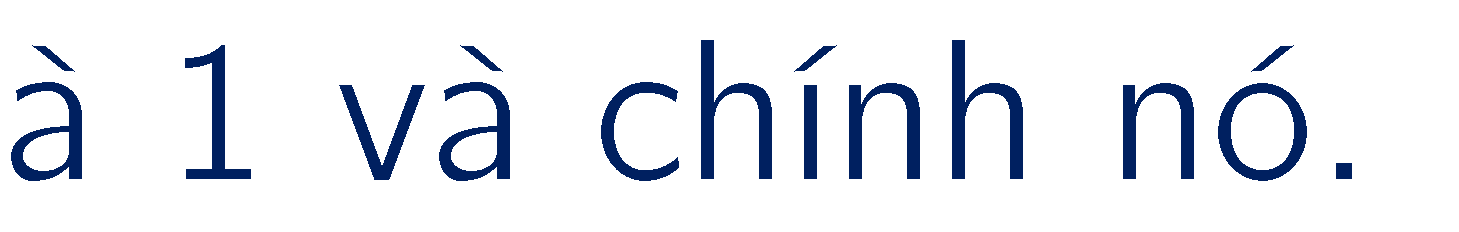 à 1 và chính nó.